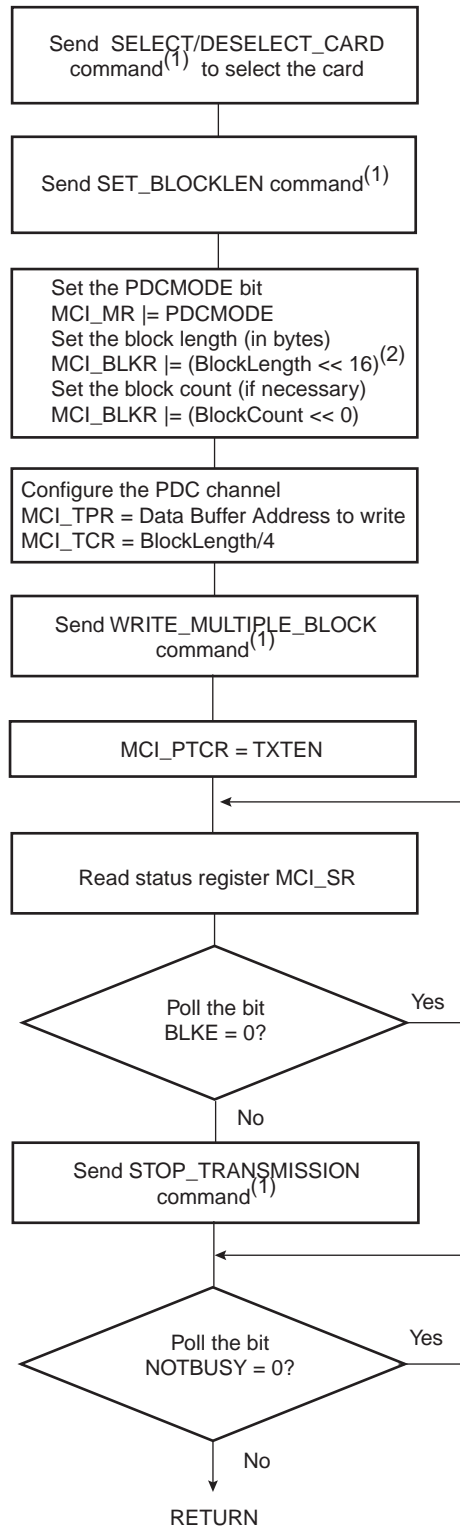 Send SELECT/DESELECT_CARD
command(1) to select the card
Send SET_BLOCKLEN command(1)
Set the PDCMODE bit
MCI_MR |= PDCMODE
Set the block length (in bytes)
MCI_BLKR |= (BlockLength << 16)(2)
Set the block count (if necessary)
MCI_BLKR |= (BlockCount << 0)
Configure the PDC channel
MCI_TPR = Data Buffer Address to write
MCI_TCR = BlockLength/4
Send WRITE_MULTIPLE_BLOCK
command(1)
MCI_PTCR = TXTEN
Read status register MCI_SR
Poll the bit
BLKE = 0?
Yes
No
Send STOP_TRANSMISSION
command(1)
Poll the bit
NOTBUSY = 0?
Yes
No
RETURN